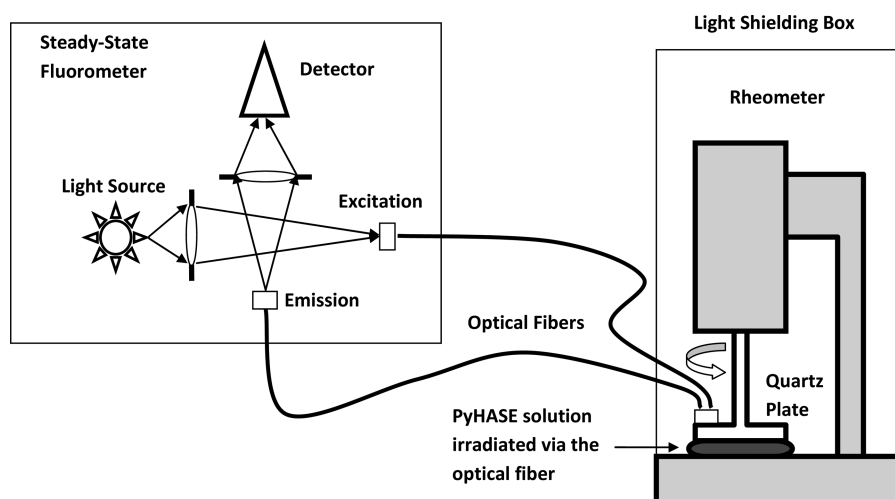 Light Shielding Box
Steady-State
Fluorometer
Detector
Rheometer
Light Source
Excitation
Emission
Optical Fibers
Quartz
Plate
PyHASE solution
irradiated via the
optical fiber